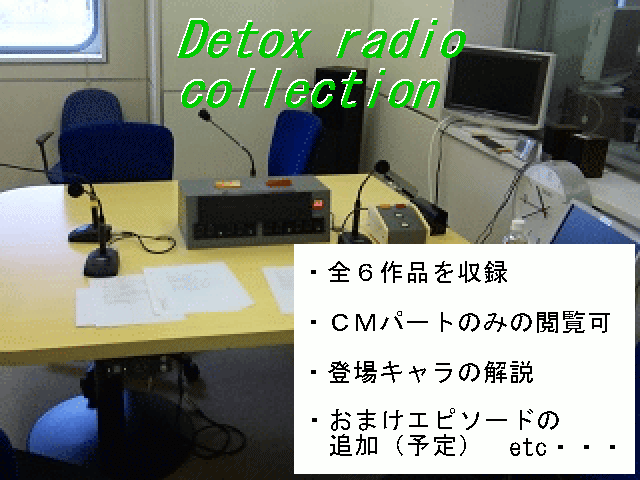 Detox radio
collection
・全６作品を収録
・ＣＭパートのみの閲覧可
・登場キャラの解説
・おまけエピソードの
追加（予定）　etc・・・